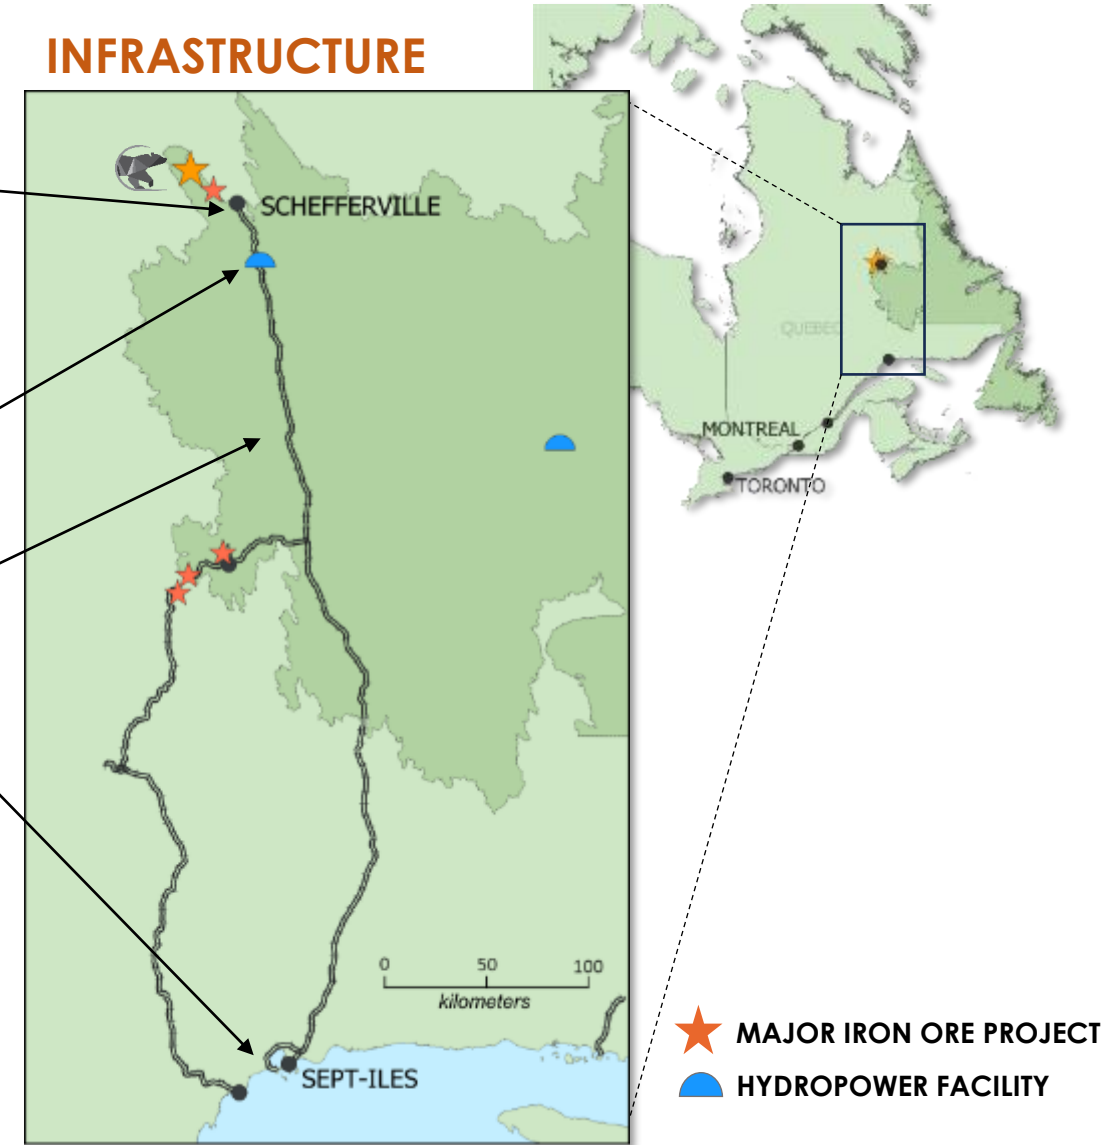 INFRASTRUCTURE
SCHEFFERVILLE
QUEBEC
MONTREAL
TORONTO
0 50 100
kilometers
SEPT-ILES
MAJOR IRON ORE PROJECT
HYDROPOWER FACILITY